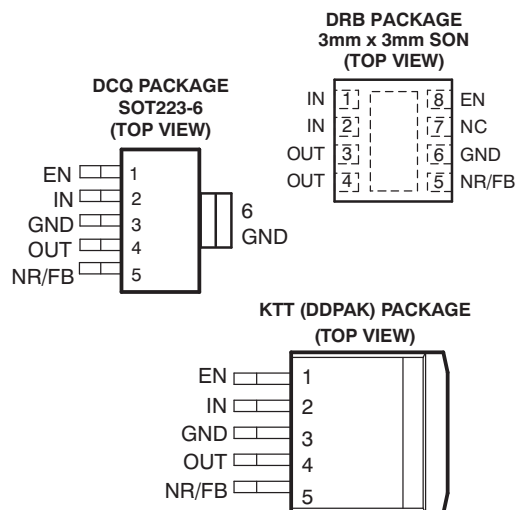 DRB PACKAGE
3mm x 3mm SON
(TOP VIEW)
IN 1 8 EN
IN 2 7 NC
OUT 3 6 GND
OUT 4 5 NR/FB
DCQ PACKAGE
SOT223-6
(TOP VIEW)
EN 1
IN 2
GND 3
OUT 4
NR/FB 5
6
GND
KTT (DDPAK) PACKAGE
(TOP VIEW)
EN 1
IN 2
GND 3
OUT 4
NR/FB 5